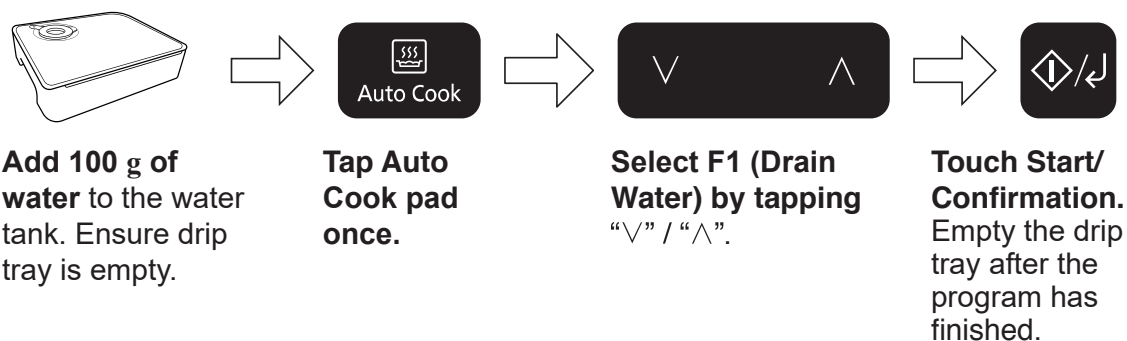 Auto Cook
Add 100 g of
water to the water
tank. Ensure drip
tray is empty.
Tap Auto
Cook pad
once.
Select F1 (Drain
Water) by tapping
“∨” / “∧”.
Touch Start/
Confirmation.
Empty the drip
tray after the
program has
finished.